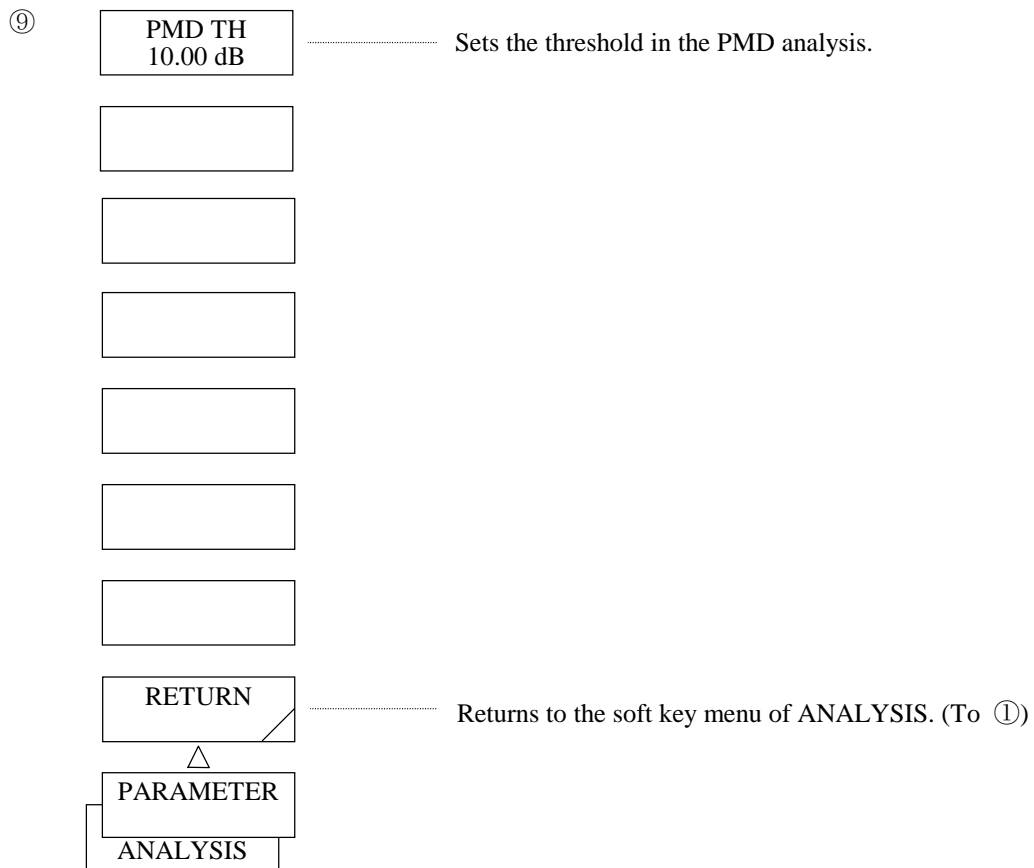 ⑨
PMD TH
10.00 dB
Sets the threshold in the PMD analysis.
RETURN
Returns to the soft key menu of ANALYSIS. (To ①)
PARAMETER
ANALYSIS